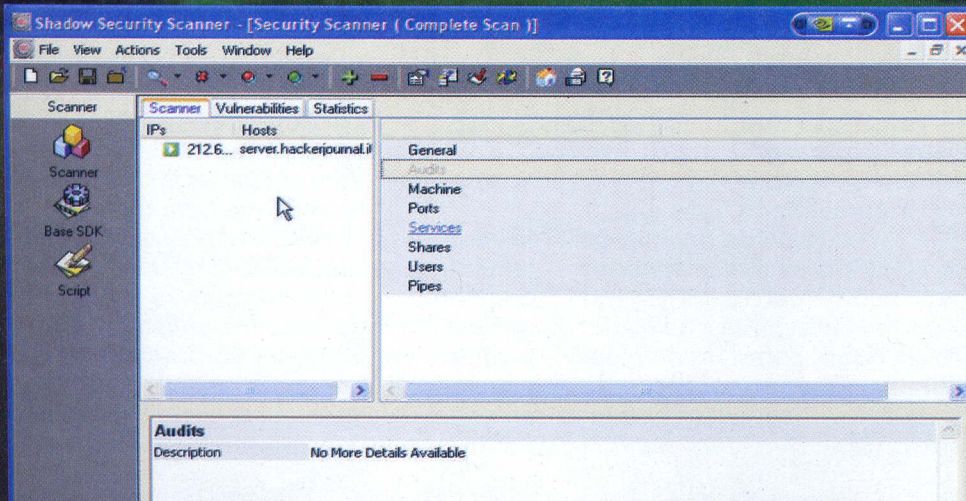 Shadow Security Scanner - [Security Scanner ( Complete Scan )]
File View Actions Tools Window Help
Scanner
Scanner
Base SDK
Script
Scanner Vulnerabilities Statistics
IPs Hosts
212.6... server.hackerjournal.it
General
Audits
Machine
Ports
Services
Shares
Users
Pipes
Audits
Description No More Details Available